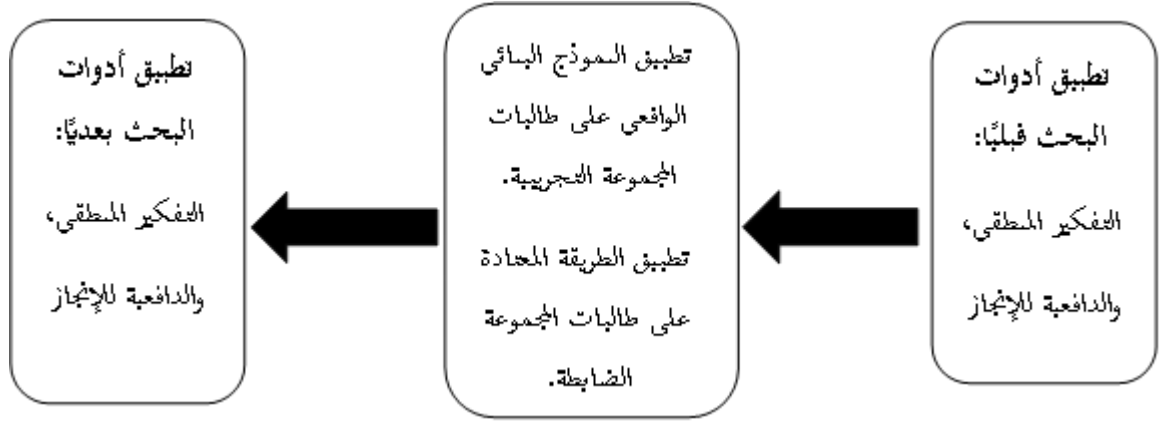 تطبيق أدوات
البحث قبليًا:
التفكير المنطقي،
والدافعية للإنجاز
تطبيق النموذج البنائي
الواقعي على طالبات
المجموعة التجريبية.
تطبيق الطريقة المعتادة
على طالبات المجموعة
الضابطة.
تطبيق أدوات
البحث بعديًا:
التفكير المنطقي،
والدافعية للإنجاز